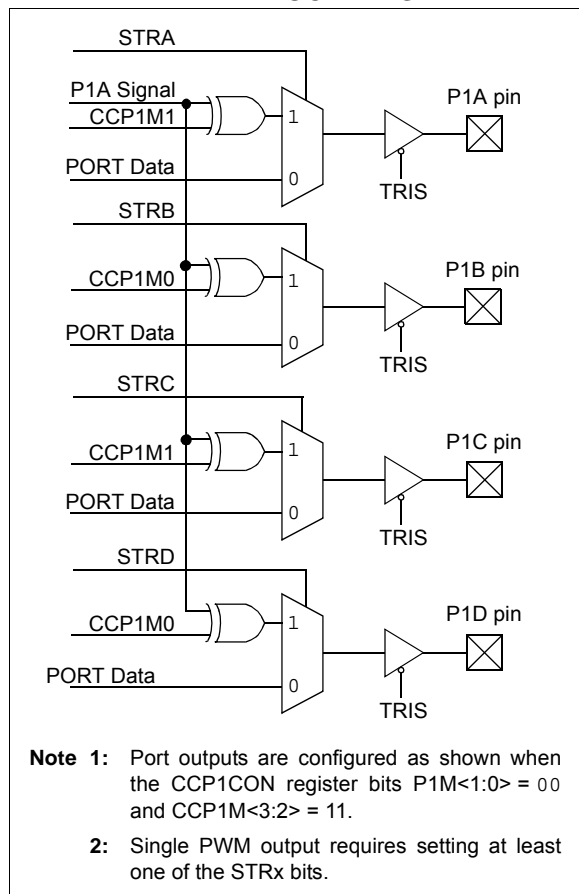 STRA
P1A Signal
CCP1M1
1
P1A pin
PORT Data
0
TRIS
STRB
P1B pin
CCP1M0
1
PORT Data
0
TRIS
STRC
P1C pin
CCP1M1
1
PORT Data
0
TRIS
STRD
P1D pin
CCP1M0
1
PORT Data
0
TRIS
Note 1: Port outputs are configured as shown when
the CCP1CON register bits P1M<1:0> = 00
and CCP1M<3:2> = 11.
2: Single PWM output requires setting at least
one of the STRx bits.